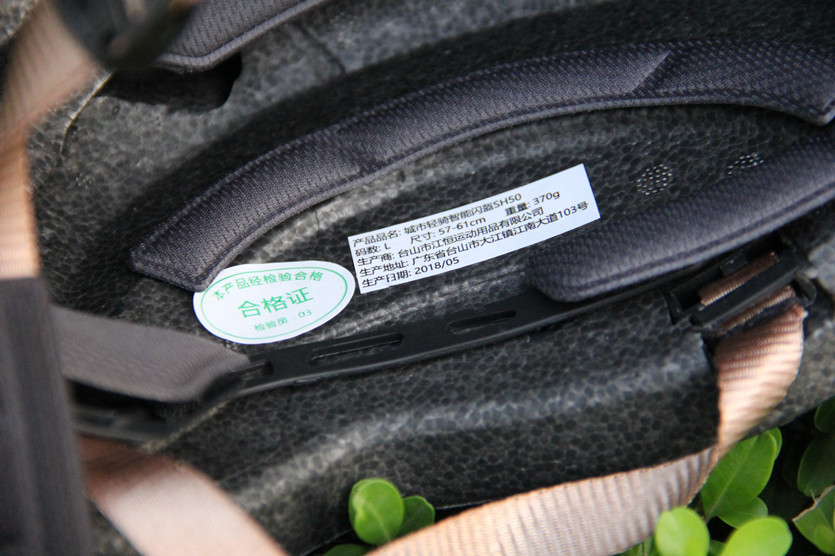 产品品名: 城市轻骑智能闪盔SH50
码数: L 尺寸: 57-61cm 重量: 370g
生产商: 台山市江恒运动用品有限公司
生产地址: 广东省台山市大江镇江南大道103号
生产日期: 2018/05
本产品经检验合格
合格证
检验员 03